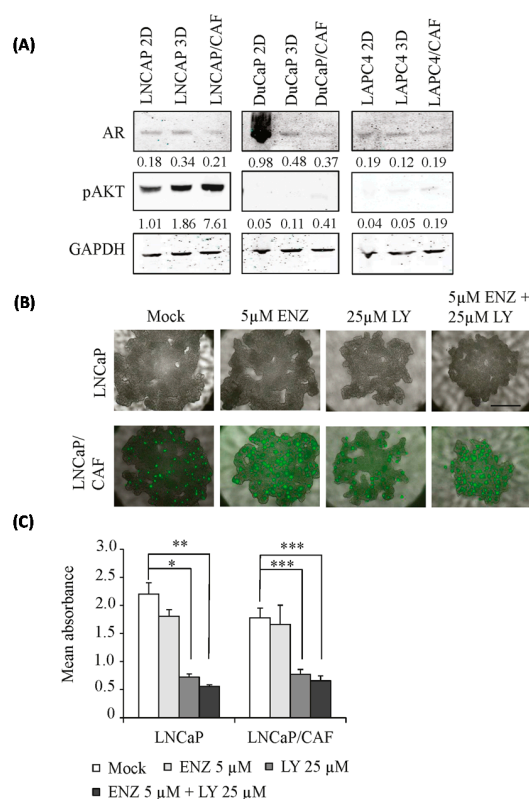 (A)
LNCAP 2D
LNCAP 3D
LNCAP/CAF
DuCaP 2D
DuCaP 3D
DuCaP/CAF
LAPC4 2D
LAPC4 3D
LAPC4/CAF
AR
0.18 0.34 0.21 0.98 0.48 0.37 0.19 0.12 0.19
pAKT
1.01 1.86 7.61 0.05 0.11 0.41 0.04 0.05 0.19
GAPDH
(B)
Mock 5µM ENZ 25µM LY 5µM ENZ +
25µM LY
LNCaP
LNCaP/
CAF
(C)
Mean absorbance
3.0
2.5
2.0
1.5
1.0
0.5
0
** ***
* ***
LNCaP LNCaP/CAF
Mock ENZ 5 µM LY 25 µM
ENZ 5 µM + LY 25 µM